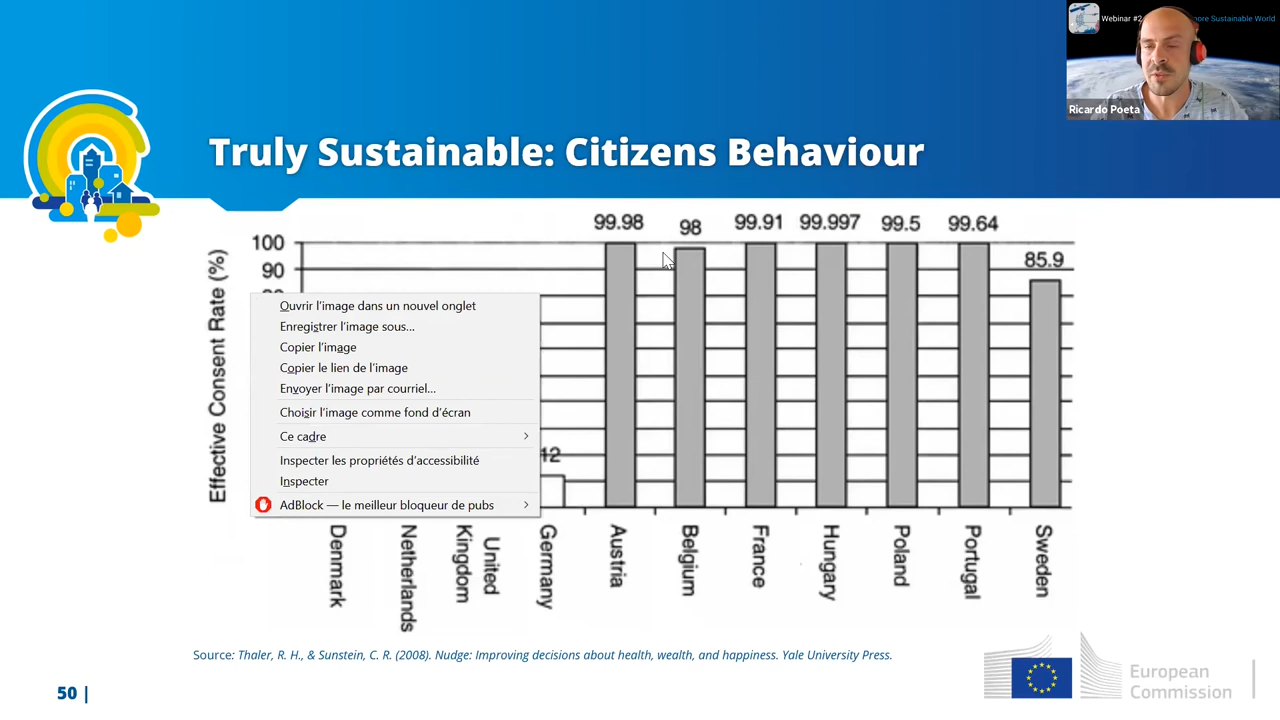 Webinar #2
ore Sustainable World
Ricardo Poeta
Truly Sustainable: Citizens Behaviour
99.98
98
99.91
99.997
99.5
99.64
85.9
100
90
Effective Consent Rate (%)
Ouvrir l'image dans un nouvel onglet
Enregistrer l'image sous...
Copier l'image
Copier le lien de l'image
Envoyer l'image par courriel...
Choisir l'image comme fond d'écran
Ce cadre
Inspecter les propriétés d'accessibilité
Inspecter
AdBlock — le meilleur bloqueur de pubs
12
Denmark
Netherlands
United
Kingdom
Germany
Austria
Belgium
France
Hungary
Poland
Portugal
Sweden
Source: Thaler, R. H., & Sunstein, C. R. (2008). Nudge: Improving decisions about health, wealth, and happiness. Yale University Press.
50 |
European
Commission